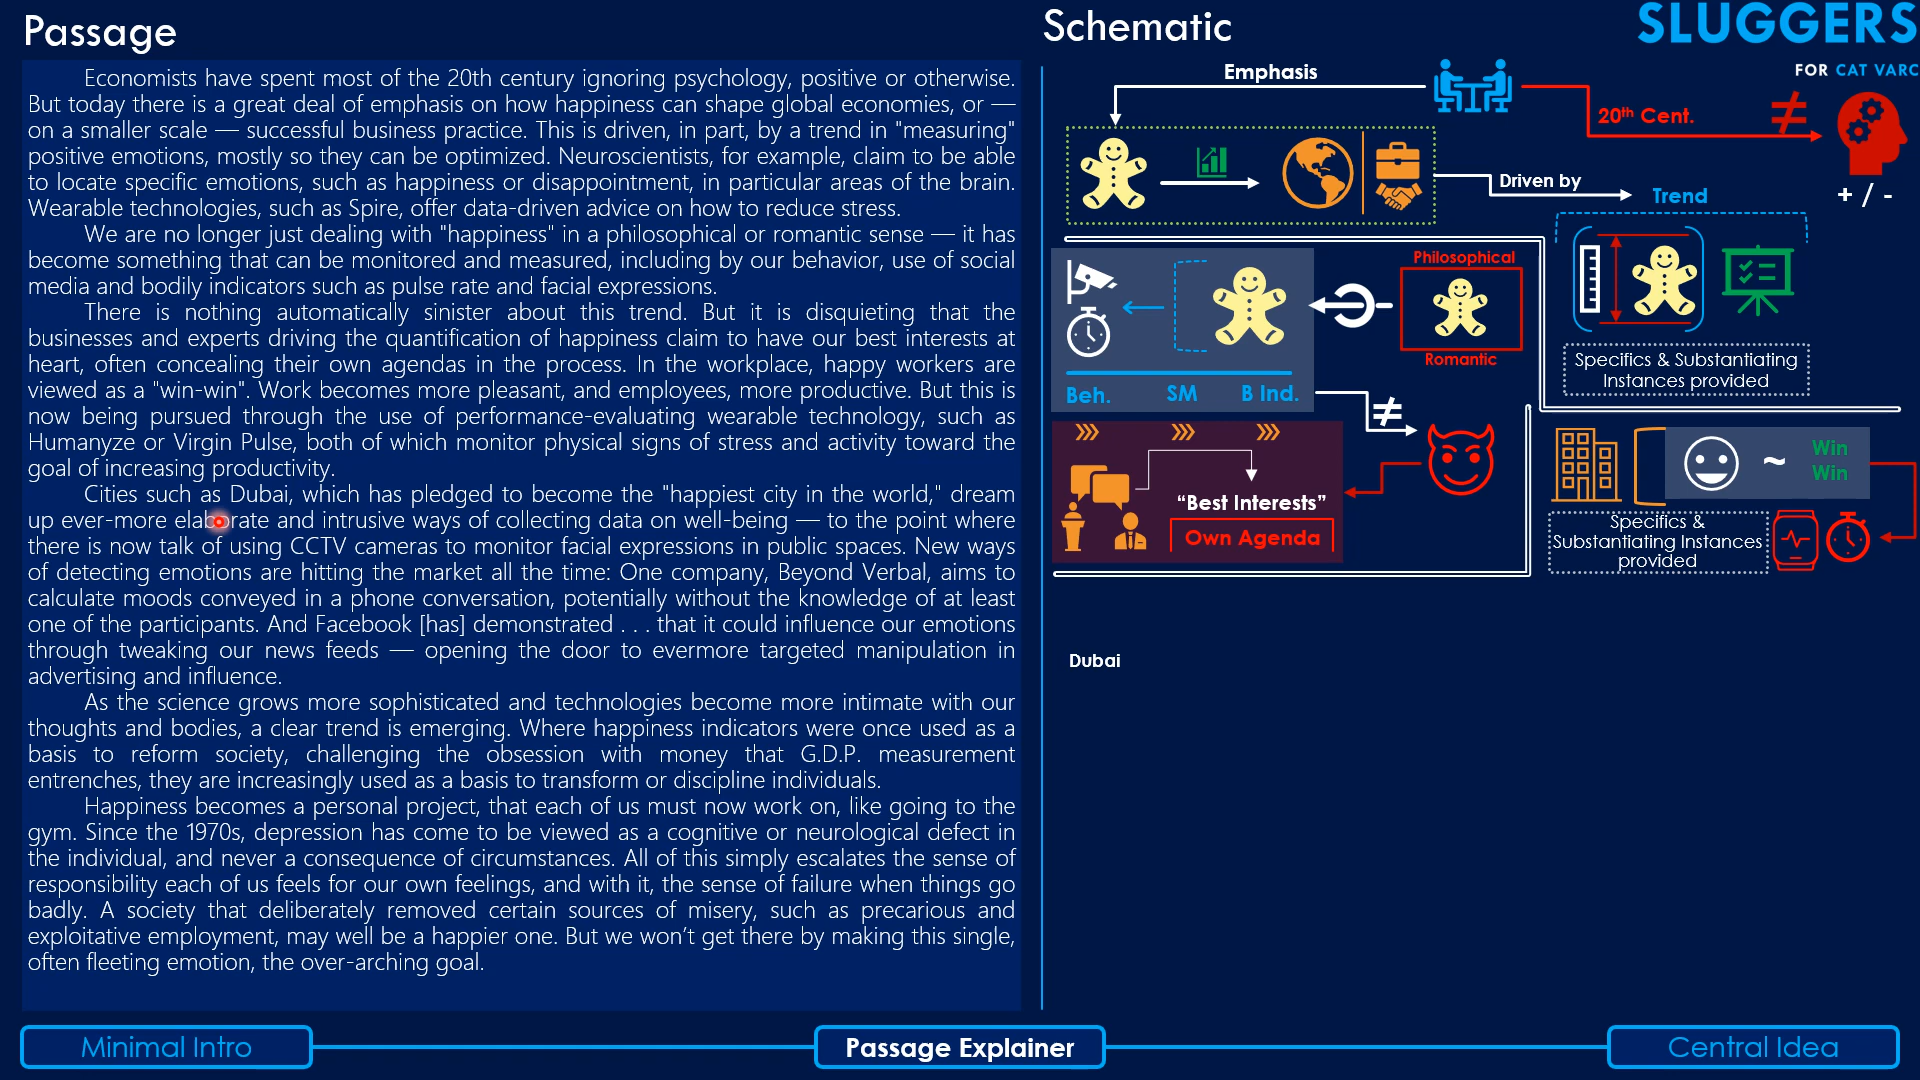 Passage
Economists have spent most of the 20th century ignoring psychology, positive or otherwise.
But today there is a great deal of emphasis on how happiness can shape global economies, or —
on a smaller scale — successful business practice. This is driven, in part, by a trend in "measuring"
positive emotions, mostly so they can be optimized. Neuroscientists, for example, claim to be able
to locate specific emotions, such as happiness or disappointment, in particular areas of the brain.
Wearable technologies, such as Spire, offer data-driven advice on how to reduce stress.
We are no longer just dealing with "happiness" in a philosophical or romantic sense — it has
become something that can be monitored and measured, including by our behavior, use of social
media and bodily indicators such as pulse rate and facial expressions.
There is nothing automatically sinister about this trend. But it is disquieting that the
businesses and experts driving the quantification of happiness claim to have our best interests at
heart, often concealing their own agendas in the process. In the workplace, happy workers are
viewed as a "win-win". Work becomes more pleasant, and employees, more productive. But this is
now being pursued through the use of performance-evaluating wearable technology, such as
Humanyze or Virgin Pulse, both of which monitor physical signs of stress and activity toward the
goal of increasing productivity.
Cities such as Dubai, which has pledged to become the "happiest city in the world," dream
up ever-more elaborate and intrusive ways of collecting data on well-being — to the point where
there is now talk of using CCTV cameras to monitor facial expressions in public spaces. New ways
of detecting emotions are hitting the market all the time: One company, Beyond Verbal, aims to
calculate moods conveyed in a phone conversation, potentially without the knowledge of at least
one of the participants. And Facebook [has] demonstrated . . . that it could influence our emotions
through tweaking our news feeds — opening the door to evermore targeted manipulation in
advertising and influence.
As the science grows more sophisticated and technologies become more intimate with our
thoughts and bodies, a clear trend is emerging. Where happiness indicators were once used as a
basis to reform society, challenging the obsession with money that G.D.P. measurement
entrenches, they are increasingly used as a basis to transform or discipline individuals.
Happiness becomes a personal project, that each of us must now work on, like going to the
gym. Since the 1970s, depression has come to be viewed as a cognitive or neurological defect in
the individual, and never a consequence of circumstances. All of this simply escalates the sense of
responsibility each of us feels for our own feelings, and with it, the sense of failure when things go
badly. A society that deliberately removed certain sources of misery, such as precarious and
exploitative employment, may well be a happier one. But we won't get there by making this single,
often fleeting emotion, the over-arching goal.
Schematic
SLUGGERS
FOR CAT VARC
Emphasis
20th Cent.
≠
+ / -
Driven by
Trend
Specifics & Substantiating
Instances provided
Philosophical
Romantic
Beh. SM B Ind.
≠
"Best Interests"
Own Agenda
~
Win
Win
Specifics &
Substantiating Instances
provided
Dubai
Minimal Intro
Passage Explainer
Central Idea